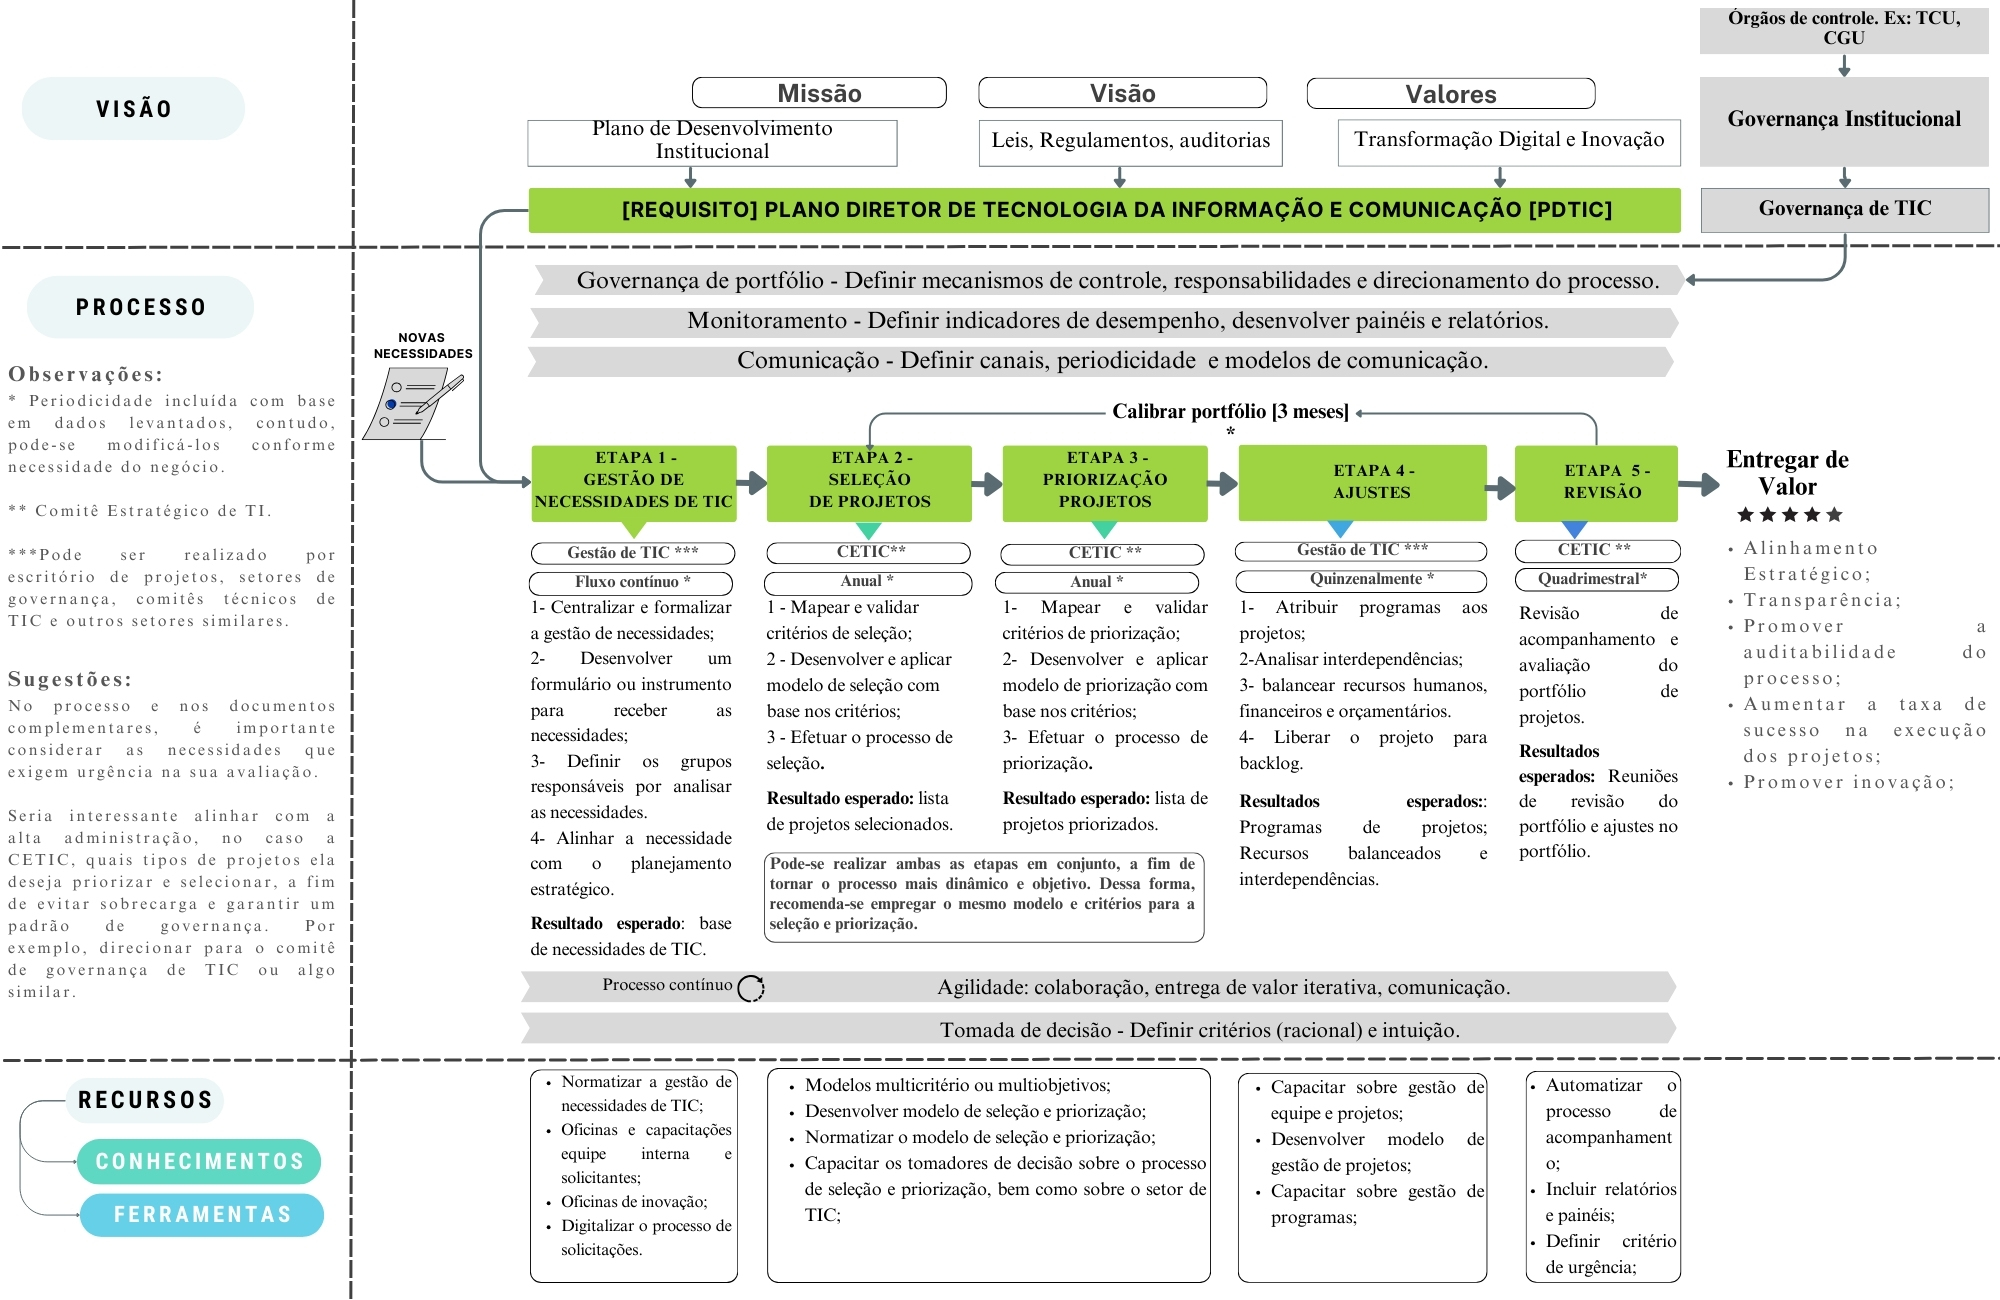 Órgãos de controle. Ex: TCU,
CGU
VISÃO
Missão
Visão
Valores
Governança Institucional
Plano de Desenvolvimento
Institucional
Leis, Regulamentos, auditorias
Transformação Digital e Inovação
[REQUISITO] PLANO DIRETOR DE TECNOLOGIA DA INFORMAÇÃO E COMUNICAÇÃO [PDTIC]
Governança de TIC
PROCESSO
Governança de portfólio - Definir mecanismos de controle, responsabilidades e direcionamento do processo.
Monitoramento - Definir indicadores de desempenho, desenvolver painéis e relatórios.
Comunicação - Definir canais, periodicidade e modelos de comunicação.
NOVAS
NECESSIDADES
Observações:
* Periodicidade incluída com base
em dados levantados, contudo,
pode-se modificá-los conforme
necessidade do negócio.
** Comitê Estratégico de TI.
***Pode ser realizado por
escritório de projetos, setores de
governança, comitês técnicos de
TIC e outros setores similares.
Sugestões:
No processo e nos documentos
complementares, é importante
considerar as necessidades que
exigem urgência na sua avaliação.
Seria interessante alinhar com a
alta administração, no caso a
CETIC, quais tipos de projetos ela
deseja priorizar e selecionar, a fim
de evitar sobrecarga e garantir um
padrão de governança. Por
exemplo, direcionar para o comitê
de governança de TIC ou algo
similar.
Calibrar portfólio [3 meses]
*
ETAPA 1 -
GESTÃO DE
NECESSIDADES DE TIC
Gestão de TIC ***
Fluxo contínuo *
1- Centralizar e formalizar
a gestão de necessidades;
2- Desenvolver um
formulário ou instrumento
para receber as
necessidades;
3- Definir os grupos
responsáveis por analisar
as necessidades.
4- Alinhar a necessidade
com o planejamento
estratégico.
Resultado esperado: base
de necessidades de TIC.
ETAPA 2 -
SELEÇÃO
DE PROJETOS
CETIC**
Anual *
1 - Mapear e validar
critérios de seleção;
2 - Desenvolver e aplicar
modelo de seleção com
base nos critérios;
3 - Efetuar o processo de
seleção.
Resultado esperado: lista
de projetos selecionados.
ETAPA 3 -
PRIORIZAÇÃO
PROJETOS
CETIC **
Anual *
1- Mapear e validar
critérios de priorização;
2- Desenvolver e aplicar
modelo de priorização com
base nos critérios;
3- Efetuar o processo de
priorização.
Resultado esperado: lista de
projetos priorizados.
Pode-se realizar ambas as etapas em conjunto, a fim de
tornar o processo mais dinâmico e objetivo. Dessa forma,
recomenda-se empregar o mesmo modelo e critérios para a
seleção e priorização.
ETAPA 4 -
AJUSTES
Gestão de TIC ***
Quinzenalmente *
1- Atribuir programas aos
projetos;
2-Analisar interdependências;
3- balancear recursos humanos,
financeiros e orçamentários.
4- Liberar o projeto para
backlog.
Resultados esperados::
Programas de projetos;
Recursos balanceados e
interdependências.
ETAPA 5 -
REVISÃO
CETIC **
Quadrimestral*
Revisão de
acompanhamento e
avaliação do
portfólio de
projetos.
Resultados
esperados: Reuniões
de revisão do
portfólio e ajustes no
portfólio.
Entregar de
Valor
• Alinhamento
Estratégico;
• Transparência;
• Promover a
auditabilidade do
processo;
• Aumentar a taxa de
sucesso na execução
dos projetos;
• Promover inovação;
Processo contínuo
Agilidade: colaboração, entrega de valor iterativa, comunicação.
Tomada de decisão - Definir critérios (racional) e intuição.
RECURSOS
CONHECIMENTOS
FERRAMENTAS
• Normatizar a gestão de
necessidades de TIC;
• Oficinas e capacitações
equipe interna e
solicitantes;
• Oficinas de inovação;
• Digitalizar o processo de
solicitações.
• Modelos multicritério ou multiobjetivos;
• Desenvolver modelo de seleção e priorização;
• Normatizar o modelo de seleção e priorização;
• Capacitar os tomadores de decisão sobre o processo
de seleção e priorização, bem como sobre o setor de
TIC;
• Capacitar sobre gestão de
equipe e projetos;
• Desenvolver modelo de
gestão de projetos;
• Capacitar sobre gestão de
programas;
• Automatizar o
processo de
acompanhament
o;
• Incluir relatórios
e painéis;
• Definir critério
de urgência;